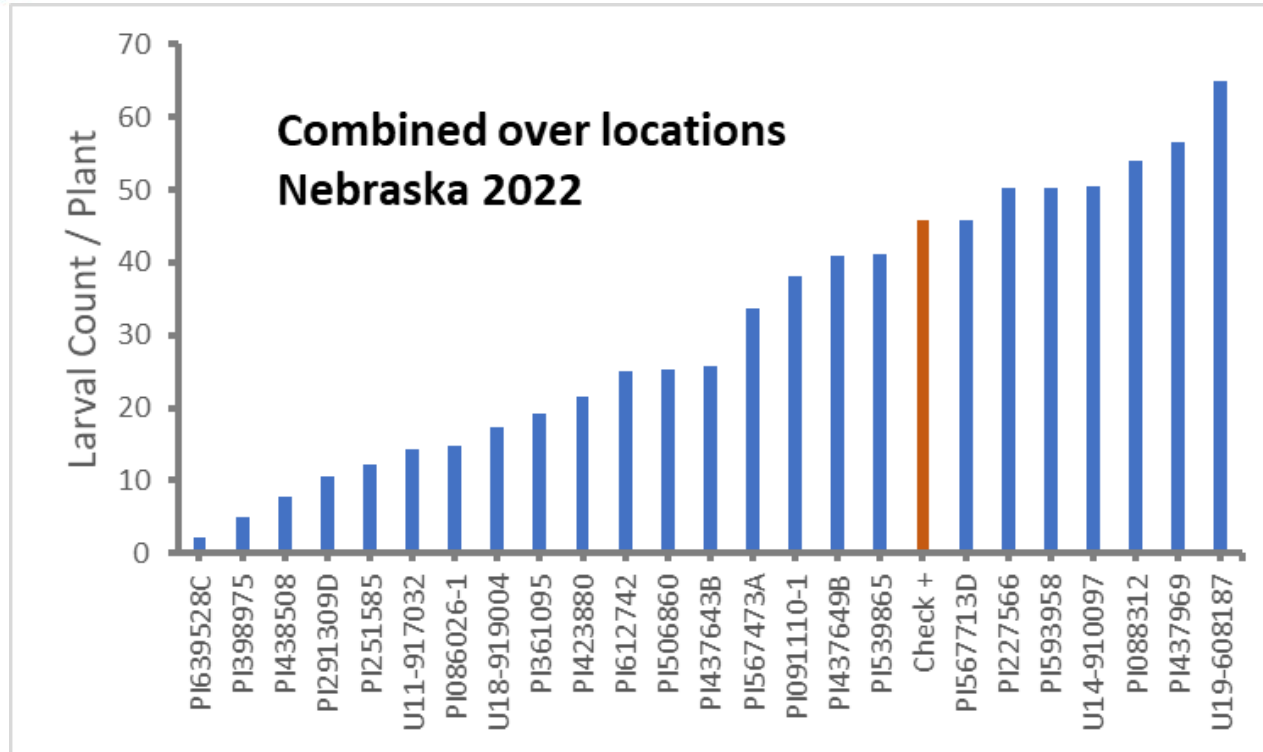 70
60
50
40
30
20
10
0
Larval Count / Plant
Combined over locations
Nebraska 2022
PI639528C
PI398975
PI438508
PI291309D
PI251585
U11-917032
PI086026-1
U18-919004
PI361095
PI423880
PI612742
PI506860
PI437643B
PI567473A
PI091110-1
PI437649B
PI539865
Check +
PI567713D
PI227566
PI593958
U14-910097
PI0883312
PI437969
U19-608187